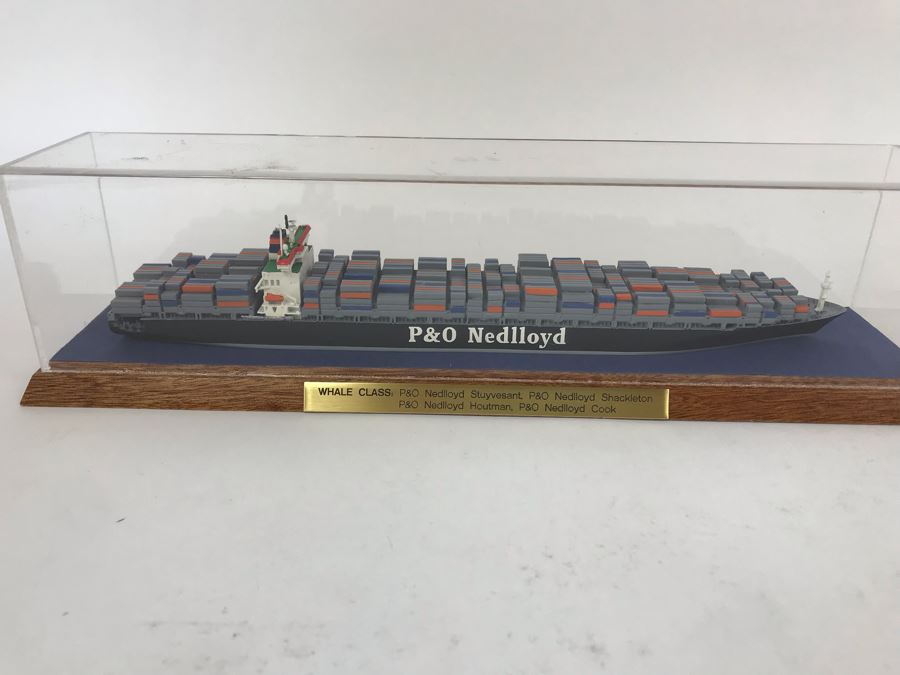 P&O Nedlloyd
WHALE CLASS: P&O Nedlloyd Stuyvesant, P&O Nedlloyd Shackleton
P&O Nedlloyd Houtman, P&O Nedlloyd Cook